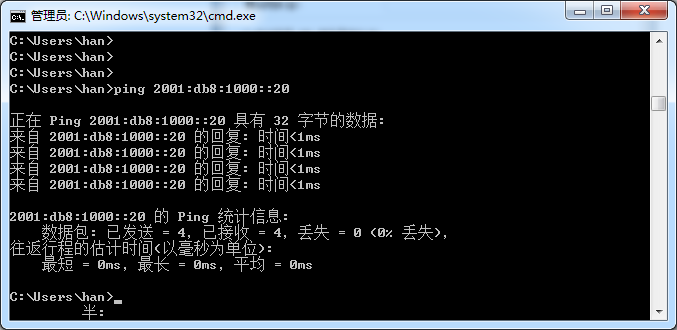 管理员: C:\Windows\system32\cmd.exe
C:\Users\han>
C:\Users\han>
C:\Users\han>
C:\Users\han>ping 2001:db8:1000::20
正在 Ping 2001:db8:1000::20 具有 32 字节的数据:
来自 2001:db8:1000::20 的回复: 时间<1ms
来自 2001:db8:1000::20 的回复: 时间<1ms
来自 2001:db8:1000::20 的回复: 时间<1ms
来自 2001:db8:1000::20 的回复: 时间<1ms
2001:db8:1000::20 的 Ping 统计信息:
数据包: 已发送 = 4, 已接收 = 4, 丢失 = 0 (0% 丢失),
往返行程的估计时间(以毫秒为单位):
最短 = 0ms, 最长 = 0ms, 平均 = 0ms
C:\Users\han>_
半: